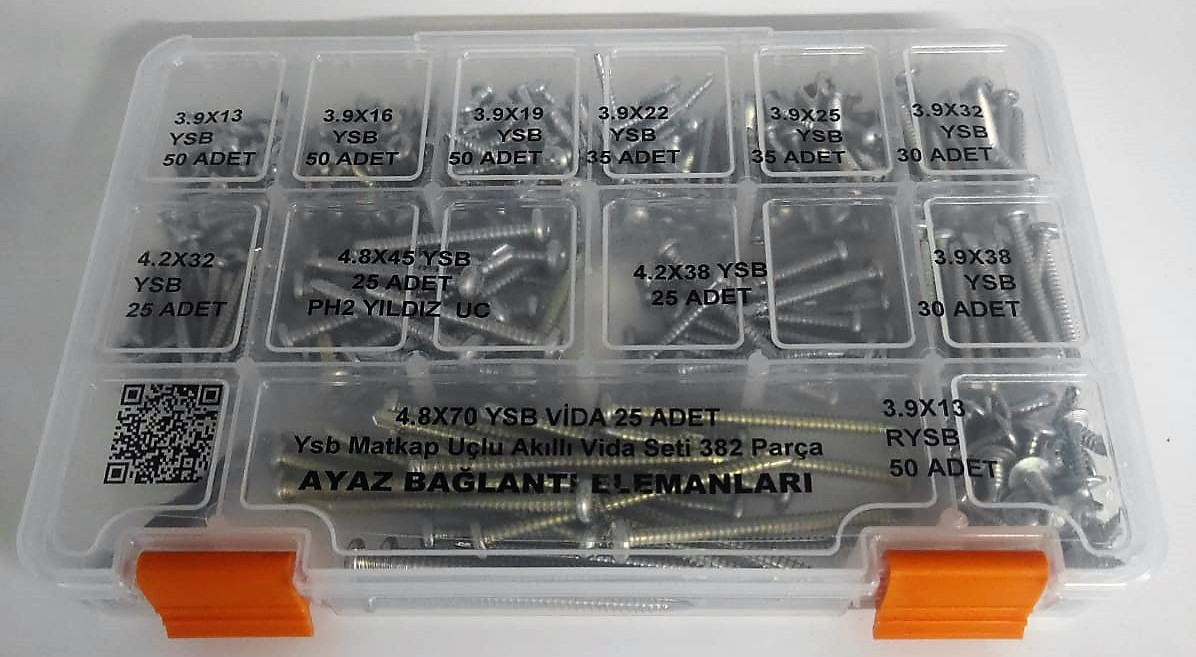 3.9X13
YSB
50 ADET
3.9X16
YSB
50 ADET
3.9X19
YSB
50 ADET
3.9X22
YSB
35 ADET
3.9X25
YSB
35 ADET
3.9X32
YSB
30 ADET
4.2X32
YSB
25 ADET
4.8X45 YSB
25 ADET
PH2 YILDIZ UC
4.2X38 YSB
25 ADET
3.9X38
YSB
30 ADET
4.8X70 YSB VİDA 25 ADET
Ysb Matkap Uçlu Akıllı Vida Seti 382 Parça
AYAZ BAĞLANTI ELEMANLARI
3.9X13
RYSB
50 ADET